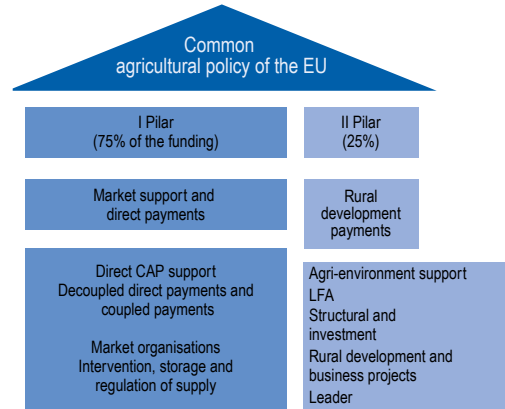 Common
agricultural policy of the EU
I Pilar
(75% of the funding)
II Pilar
(25%)
Market support and
direct payments
Rural
development
payments
Direct CAP support
Decoupled direct payments and
coupled payments
Market organisations
Intervention, storage and
regulation of supply
Agri-environment support
LFA
Structural and
investment
Rural development and
business projects
Leader